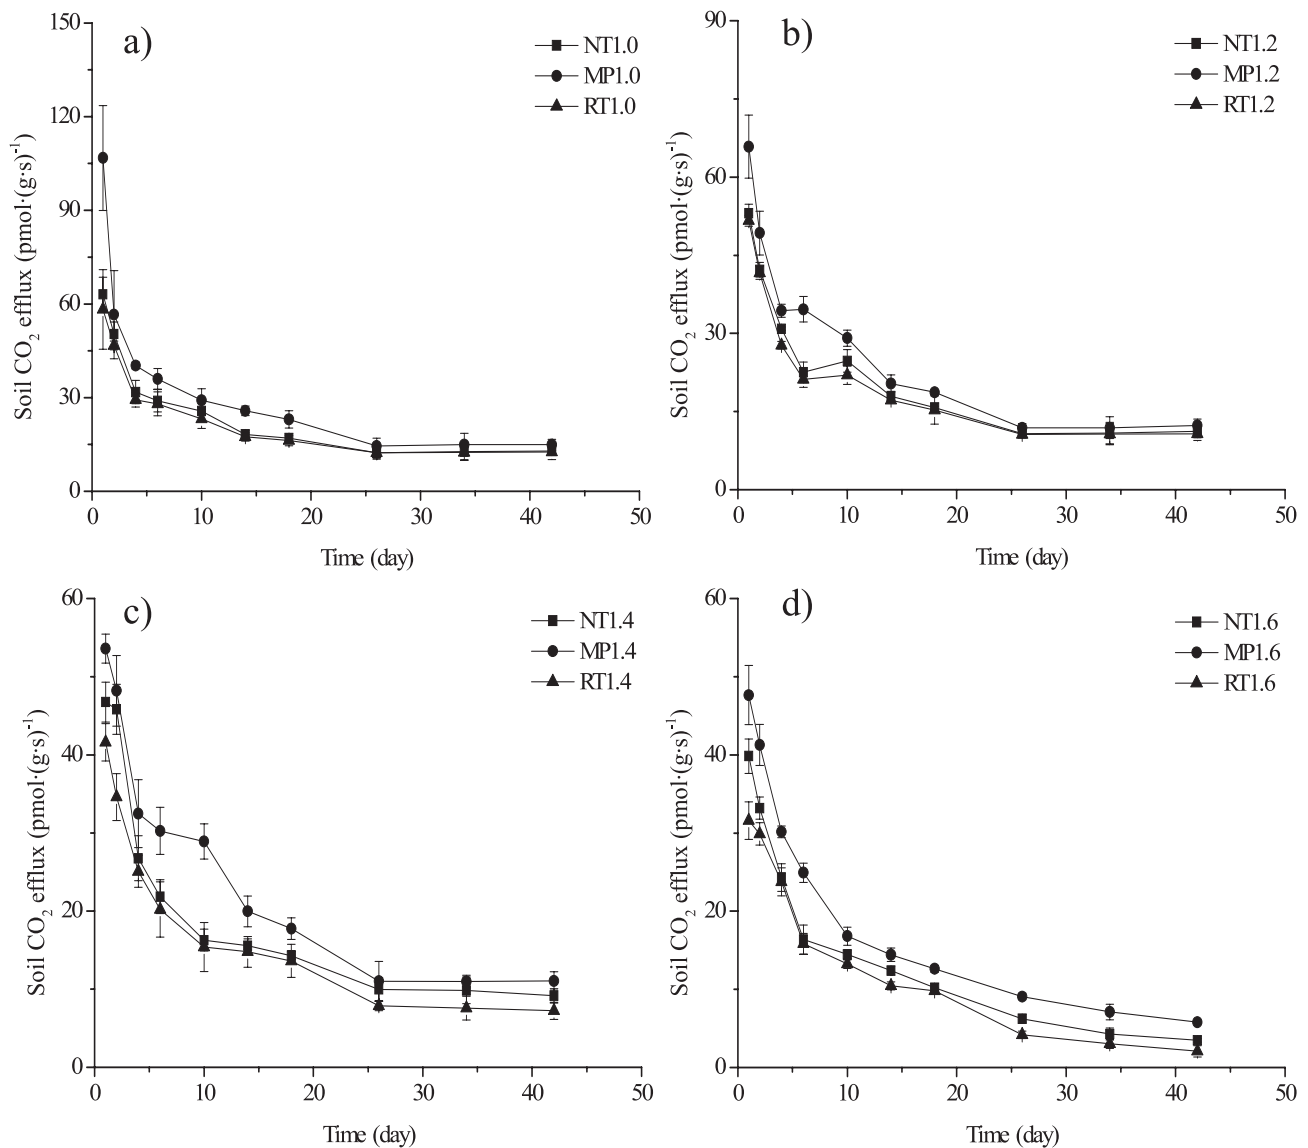 a)
NT1.0
MP1.0
RT1.0
150
120
90
60
30
0
Soil CO₂ efflux (pmol·(g·s)⁻¹)
0 10 20 30 40 50
Time (day)
b)
NT1.2
MP1.2
RT1.2
90
60
30
0
Soil CO₂ efflux (pmol·(g·s)⁻¹)
0 10 20 30 40 50
Time (day)
c)
NT1.4
MP1.4
RT1.4
60
40
20
0
Soil CO₂ efflux (pmol·(g·s)⁻¹)
0 10 20 30 40 50
Time (day)
d)
NT1.6
MP1.6
RT1.6
60
40
20
0
Soil CO₂ efflux (pmol·(g·s)⁻¹)
0 10 20 30 40 50
Time (day)